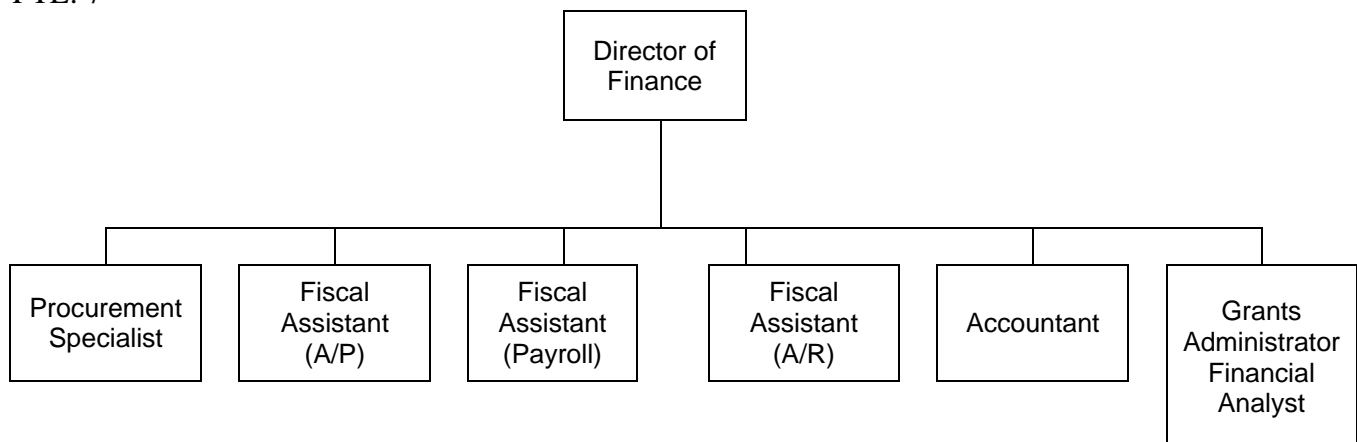 Director of
Finance
Procurement
Specialist
Fiscal
Assistant
(A/P)
Fiscal
Assistant
(Payroll)
Fiscal
Assistant
(A/R)
Accountant
Grants
Administrator
Financial
Analyst